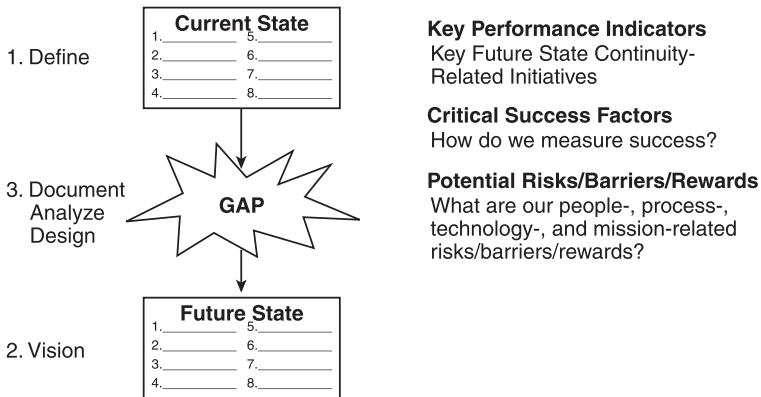 Current State
1. 5.
2. 6.
3. 7.
4. 8.
1. Define
3. Document
Analyze
Design
GAP
Future State
1. 5.
2. 6.
3. 7.
4. 8.
2. Vision
Key Performance Indicators
Key Future State Continuity-
Related Initiatives
Critical Success Factors
How do we measure success?
Potential Risks/Barriers/Rewards
What are our people-, process-,
technology-, and mission-related
risks/barriers/rewards?